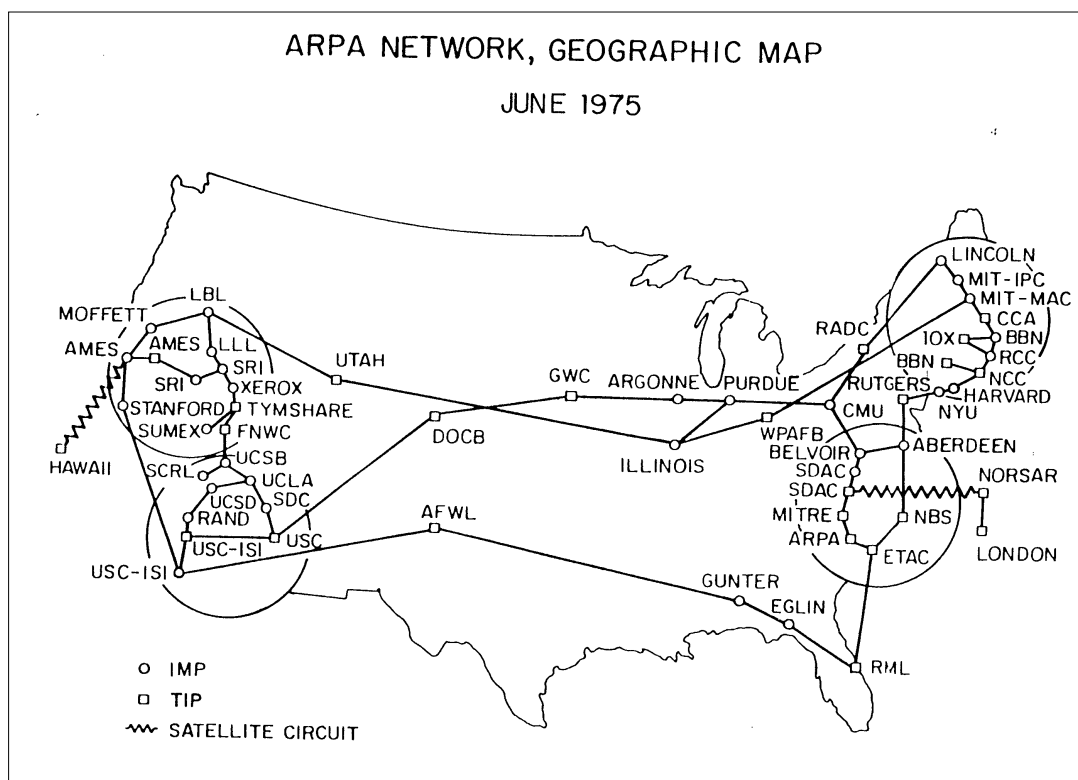 ARPA NETWORK, GEOGRAPHIC MAP
JUNE 1975
LBL
MOFFETT
AMES
AMES
LLL
SRI
SRI
XEROX
STANFORD
TYMSHARE
SUMEX
FNWC
HAWAII
UCSB
SCRL
UCLA
UCSD
SDC
RAND
USC-ISI
USC
USC-ISI
UTAH
DOCB
GWC
AFWL
ARGONNE
PURDUE
ILLINOIS
WPAFB
RADC
CMU
LINCOLN
MIT-IPC
MIT-MAC
CCA
BBN
10X
RCC
BBN
NCC
HARVARD
NYU
RUTGERS
ABERDEEN
BELVOIR
SDAC
SDAC
NORSAR
MITRE
NBS
ARPA
LONDON
ETAC
GUNTER
EGLIN
RML
IMP
TIP
SATELLITE CIRCUIT